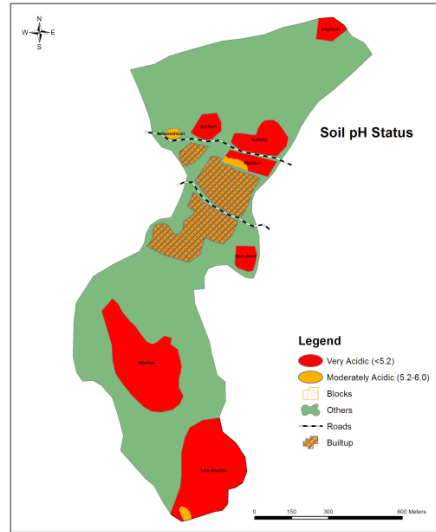 N
W E
S
Soil pH Status
Legend
Very Acidic (<5.2)
Moderately Acidic (5.2-6.0)
Blocks
Others
Roads
Builtup
0 150 300 600 Meters